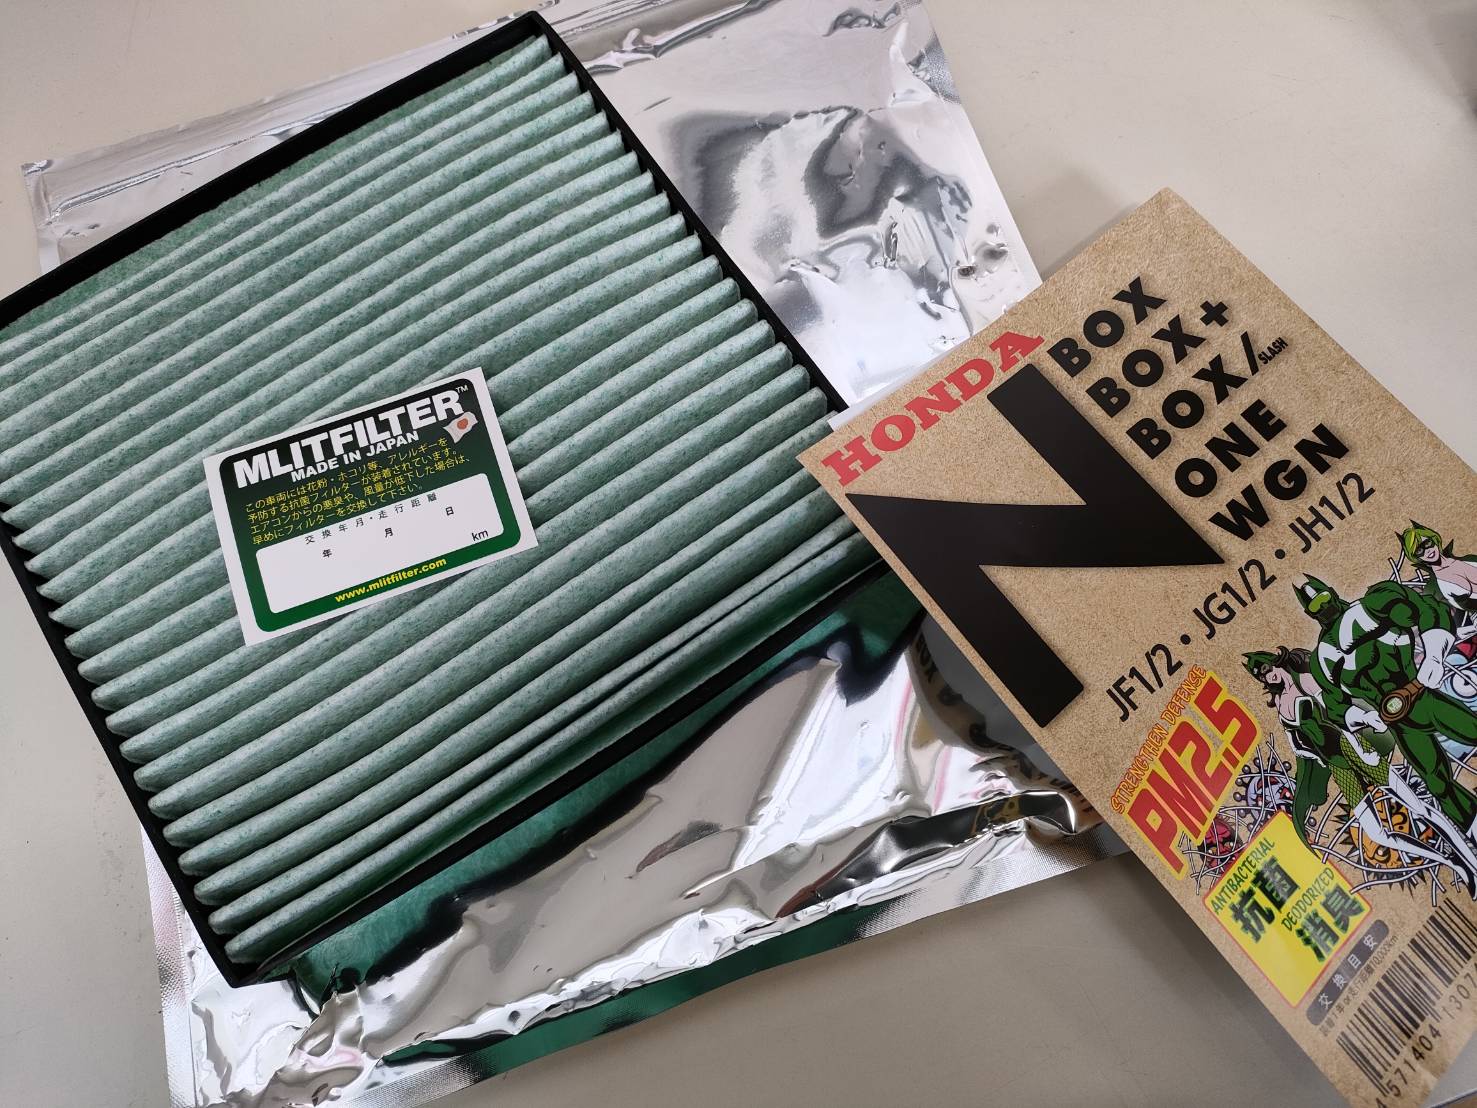 MLITFILTER™
MADE IN JAPAN
この車両には花粉・ホコリ等、アレルギーを
予防する抗菌フィルターが装着されています。
エアコンからの悪臭や、風量が低下した場合は、
早めにフィルターを交換して下さい。
交換年月・走行距離
年 月 日 km
www.mlitfilter.com
HONDA
N
BOX
BOX+
BOX/SLASH
ONE
WGN
JF1/2・JG1/2・JH1/2
STRENGTHEN DEFENSE
PM2.5
ANTIBACTERIAL
抗菌
DEODORIZED
消臭
交換目安
4571404 1307